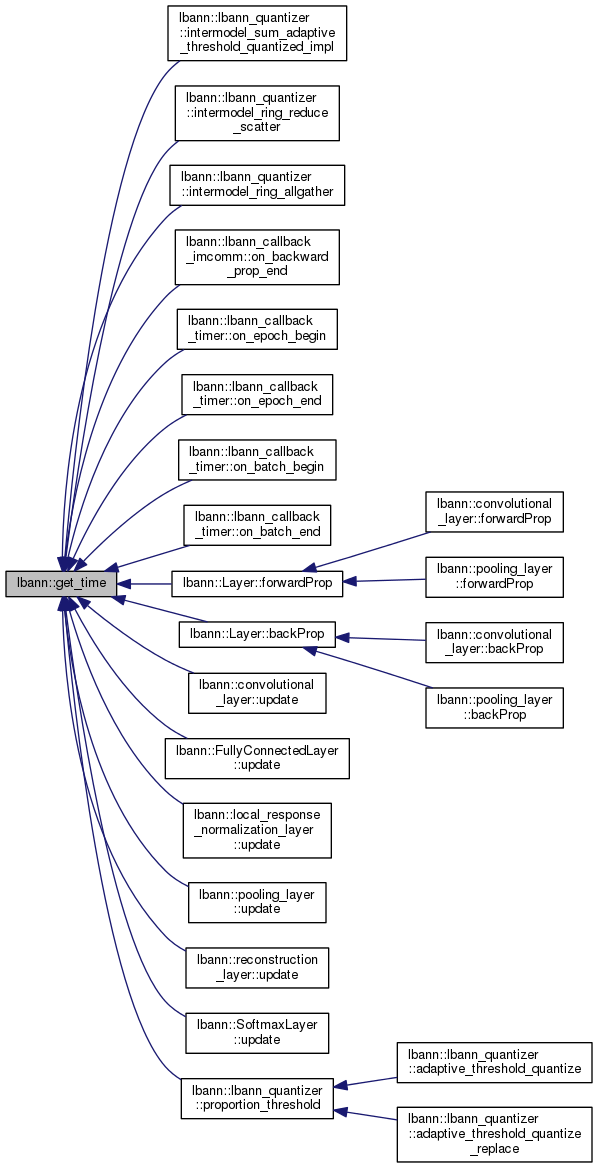 lbann::lbann_quantizer
::intermodel_sum_adaptive
_threshold_quantized_impl
lbann::lbann_quantizer
::intermodel_ring_reduce
_scatter
lbann::lbann_quantizer
::intermodel_ring_allgather
lbann::lbann_callback
_imcomm::on_backward
_prop_end
lbann::lbann_callback
_timer::on_epoch_begin
lbann::lbann_callback
_timer::on_epoch_end
lbann::lbann_callback
_timer::on_batch_begin
lbann::lbann_callback
_timer::on_batch_end
lbann::convolutional
_layer::forwardProp
lbann::get_time
lbann::Layer::forwardProp
lbann::pooling_layer
::forwardProp
lbann::Layer::backProp
lbann::convolutional
_layer::backProp
lbann::convolutional
_layer::update
lbann::pooling_layer
::backProp
lbann::FullyConnectedLayer
::update
lbann::local_response
_normalization_layer
::update
lbann::pooling_layer
::update
lbann::reconstruction
_layer::update
lbann::SoftmaxLayer
::update
lbann::lbann_quantizer
::proportion_threshold
lbann::lbann_quantizer
::adaptive_threshold_quantize
lbann::lbann_quantizer
::adaptive_threshold_quantize
_replace